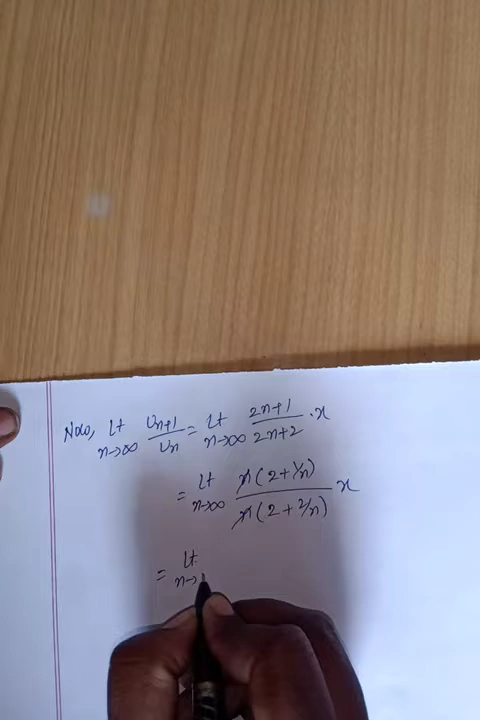 Now, Lt n→∞ Un+1/Un = Lt n→∞ 2n+1/2n+2 · x
= Lt n→∞ n(2+1/n)/n(2+2/n) x
= Lt n→